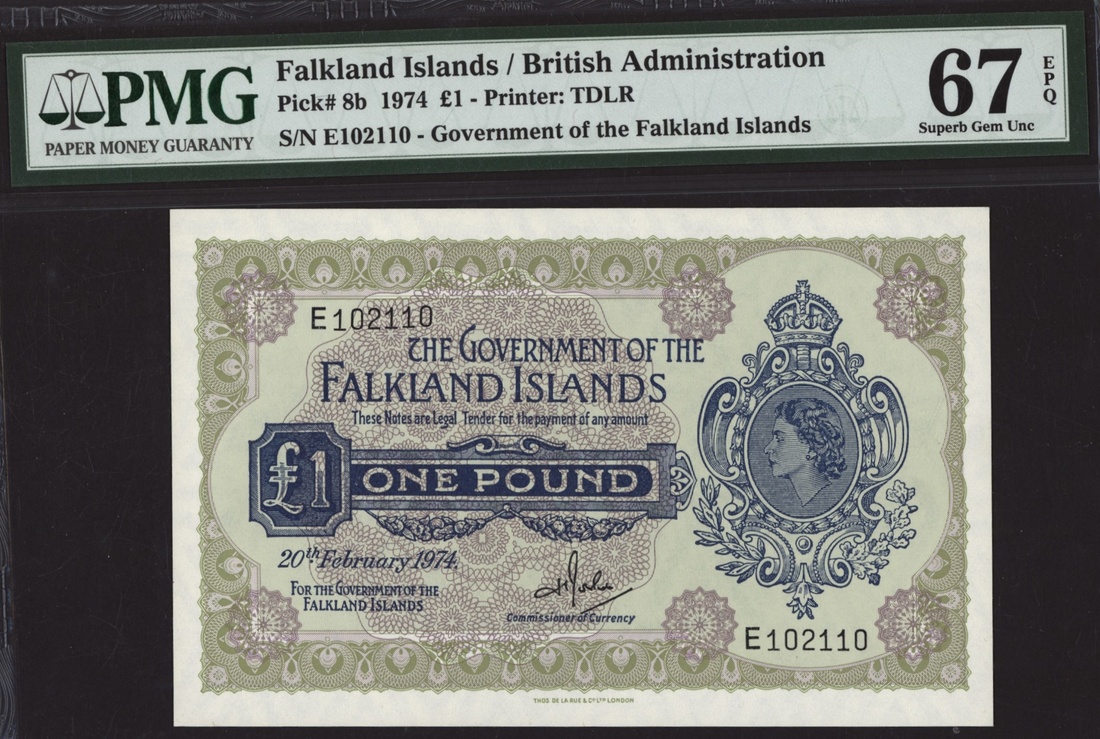 PMG
PAPER MONEY GUARANTY
Falkland Islands / British Administration
Pick# 8b 1974 £1 - Printer: TDLR
S/N E102110 - Government of the Falkland Islands
67
EPQ
Superb Gem Unc
E102110
THE GOVERNMENT OF THE
FALKLAND ISLANDS
These Notes are Legal Tender for the payment of any amount
£1
ONE POUND
20th February 1974.
FOR THE GOVERNMENT OF THE
FALKLAND ISLANDS
Commissioner of Currency
E102110
THOS DE LA RUE & CO LTD LONDON